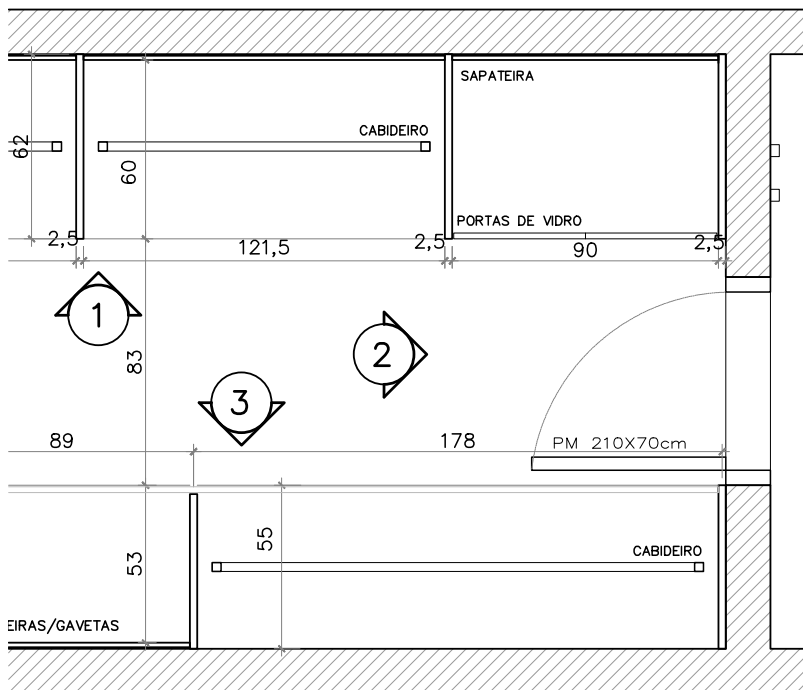 SAPATEIRA
CABIDEIRO
62
60
PORTAS DE VIDRO
2,5
121,5
2,5
90
2,5
1
2
83
3
89
178
PM 210X70cm
55
53
CABIDEIRO
EIRAS/GAVETAS